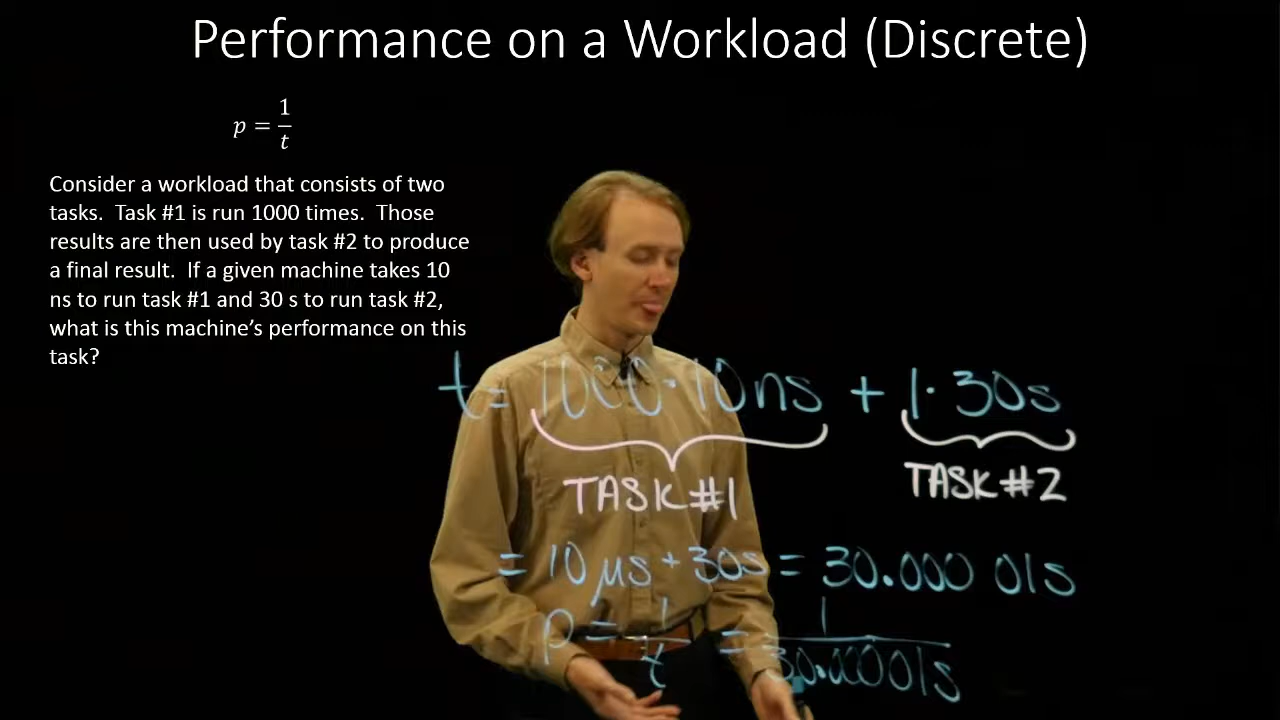 Performance on a Workload (Discrete)
p = 1/t
Consider a workload that consists of two
tasks. Task #1 is run 1000 times. Those
results are then used by task #2 to produce
a final result. If a given machine takes 10
ns to run task #1 and 30 s to run task #2,
what is this machine's performance on this
task?
t = 1000·10ns + 1·30s
TASK #1 TASK #2
= 10 μs + 30s = 30.000 01s
p = 1/t = 1/30.00001s